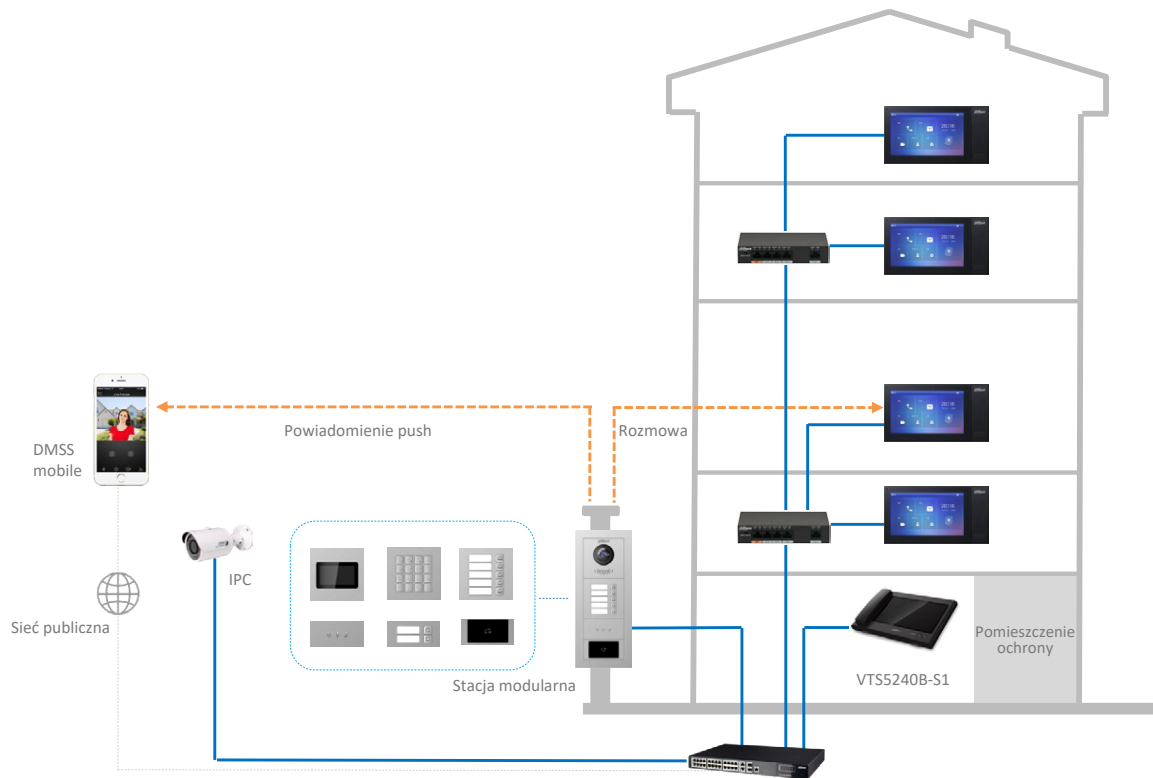 Powiadomienie push
Rozmowa
DMSS
mobile
IPC
Sieć publiczna
Stacja modularna
VTS5240B-S1
Pomieszczenie
ochrony